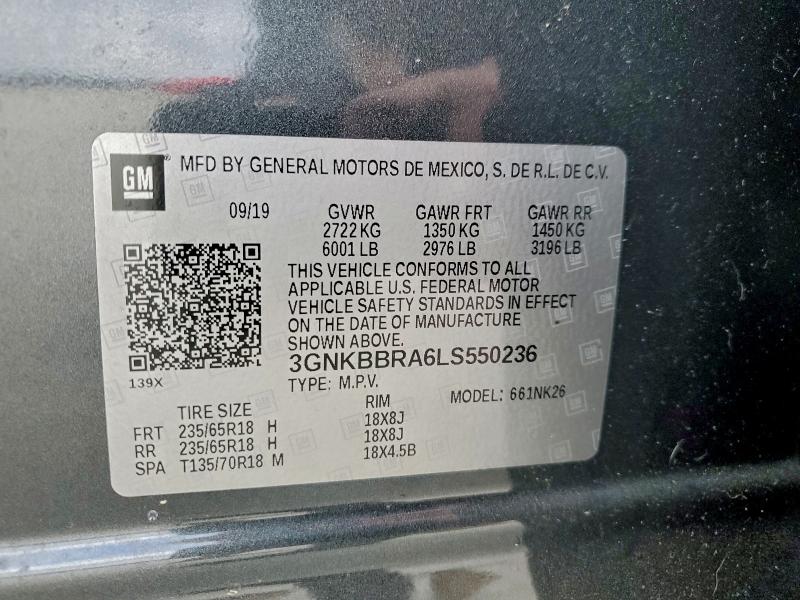 GM® MFD BY GENERAL MOTORS DE MEXICO, S. DE R.L. DE C.V.
09/19 GVWR GAWR FRT GAWR RR
2722 KG 1350 KG 1450 KG
6001 LB 2976 LB 3196 LB
THIS VEHICLE CONFORMS TO ALL
APPLICABLE U.S. FEDERAL MOTOR
VEHICLE SAFETY STANDARDS IN EFFECT
ON THE DATE OF MANUFACTURE
SHOWN ABOVE.
3GNKBBRA6LS550236
139X
TYPE: M.P.V. MODEL: 661NK26
TIRE SIZE RIM
FRT 235/65R18 H 18X8J
RR 235/65R18 H 18X8J
SPA T135/70R18 M 18X4.5B